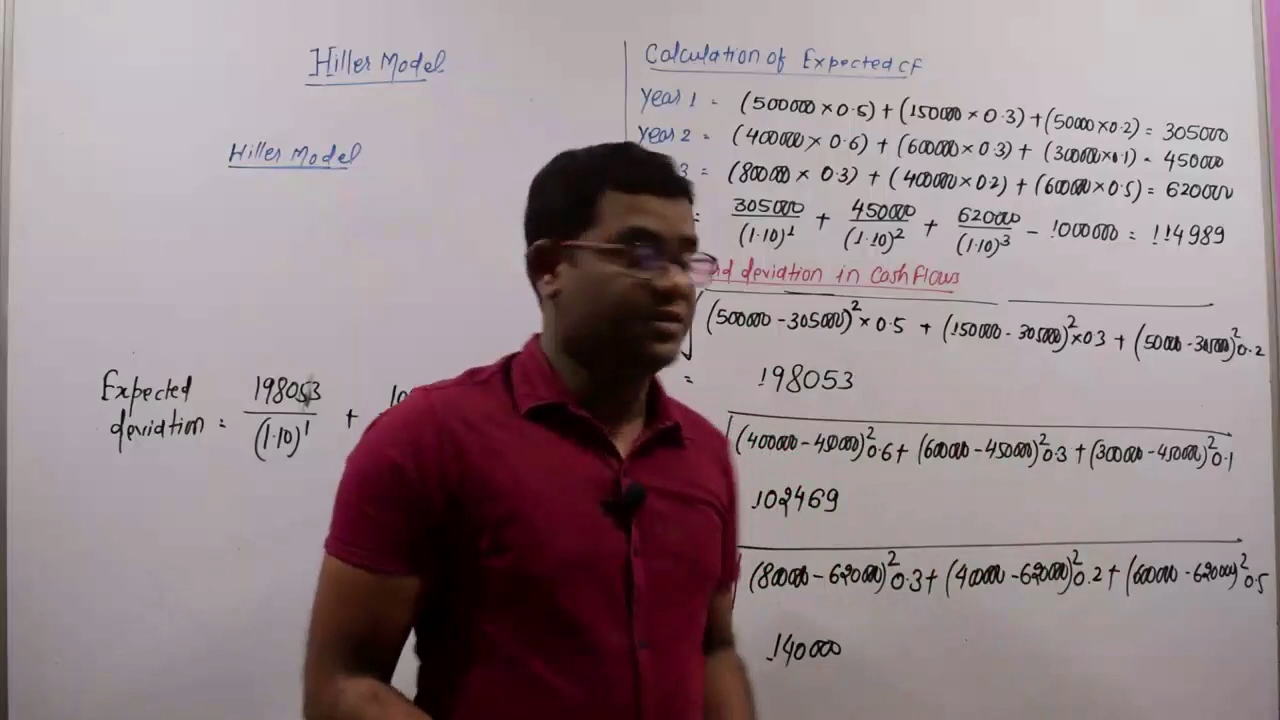 Hiller Model
Hiller Model
Expected
deviation = 198053/(1.10)^1 +
Calculation of Expected CF
Year 1 = (500000 × 0.5) + (150000 × 0.3) + (50000 × 0.2) = 305000
Year 2 = (400000 × 0.6) + (600000 × 0.3) + (300000 × 0.1) = 450000
3 = (800000 × 0.3) + (400000 × 0.2) + (600000 × 0.5) = 620000
= 305000/(1.10)^1 + 450000/(1.10)^2 + 620000/(1.10)^3 - 1000000 = 114989
deviation in Cash Flows
√(500000 - 305000)^2 × 0.5 + (150000 - 305000)^2 × 0.3 + (50000 - 305000)^2 0.2
= 198053
√(400000 - 450000)^2 0.6 + (600000 - 450000)^2 0.3 + (300000 - 450000)^2 0.1
102469
√(800000 - 620000)^2 0.3 + (400000 - 620000)^2 0.2 + (600000 - 620000)^2 0.5
140000